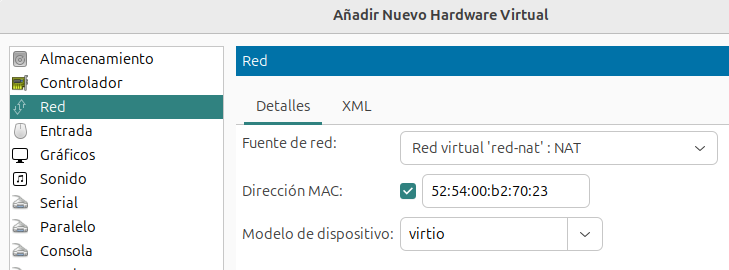 Añadir Nuevo Hardware Virtual
Almacenamiento
Controlador
Red
Entrada
Gráficos
Sonido
Serial
Paralelo
Consola
Red
Detalles XML
Fuente de red: Red virtual 'red-nat' : NAT
Dirección MAC: 52:54:00:b2:70:23
Modelo de dispositivo: virtio